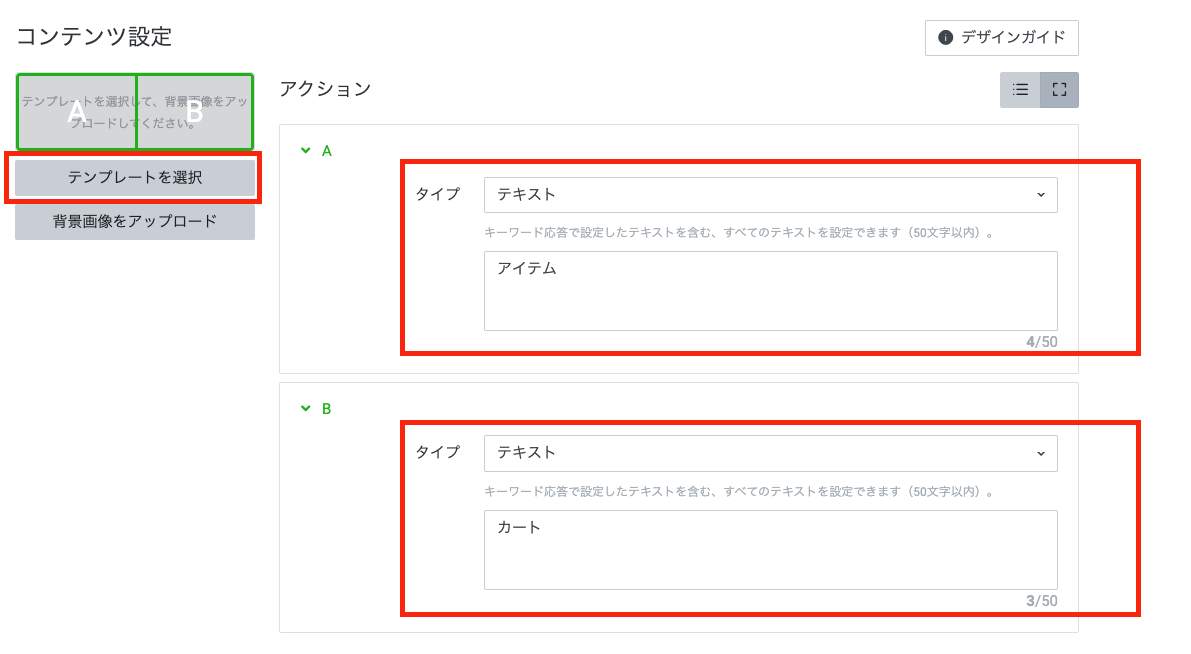 コンテンツ設定
デザインガイド
テンプレートを選択して、背景画像をアッ
プロードしてください。
A
B
テンプレートを選択
背景画像をアップロード
アクション
A
タイプ
テキスト
キーワード応答で設定したテキストを含む、すべてのテキストを設定できます（50文字以内）。
アイテム
4/50
B
タイプ
テキスト
キーワード応答で設定したテキストを含む、すべてのテキストを設定できます（50文字以内）。
カート
3/50